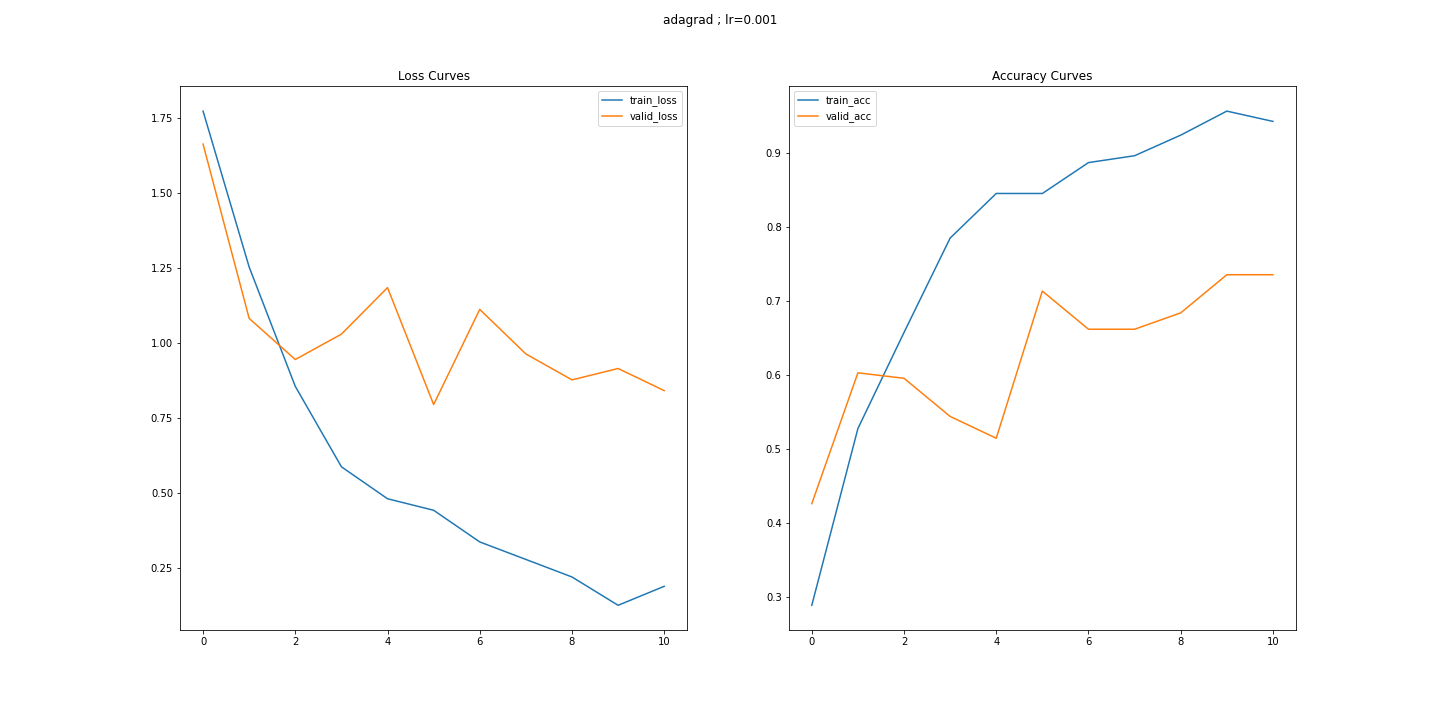 adagrad ; lr=0.001
Loss Curves
train_loss
valid_loss
1.75
1.50
1.25
1.00
0.75
0.50
0.25
0 2 4 6 8 10
Accuracy Curves
train_acc
valid_acc
0.9
0.8
0.7
0.6
0.5
0.4
0.3
0 2 4 6 8 10